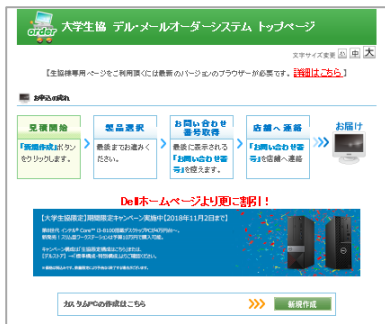 order 大学生協 デル・メールオーダーシステム トップページ
文字サイズ変更 小 中 大
【生協様専用ページをご利用頂くには最新のバージョンのブラウザーが必要です。詳細はこちら】
お申込の流れ
見積開始
「新規作成」ボタン
をクリックします。
製品選択
最後までお進みく
ださい。
お問い合わせ
番号取得
最後に表示される
「お問い合わせ番
号」を控えます。
店舗へ連絡
「お問い合わせ番
号」を店舗へ連絡
お届け
Dellホームページより更に割引！
【大学生協限定】期間限定キャンペーン実施中【2018年11月2日まで】
カスタムPCの作成はこちら
新規作成